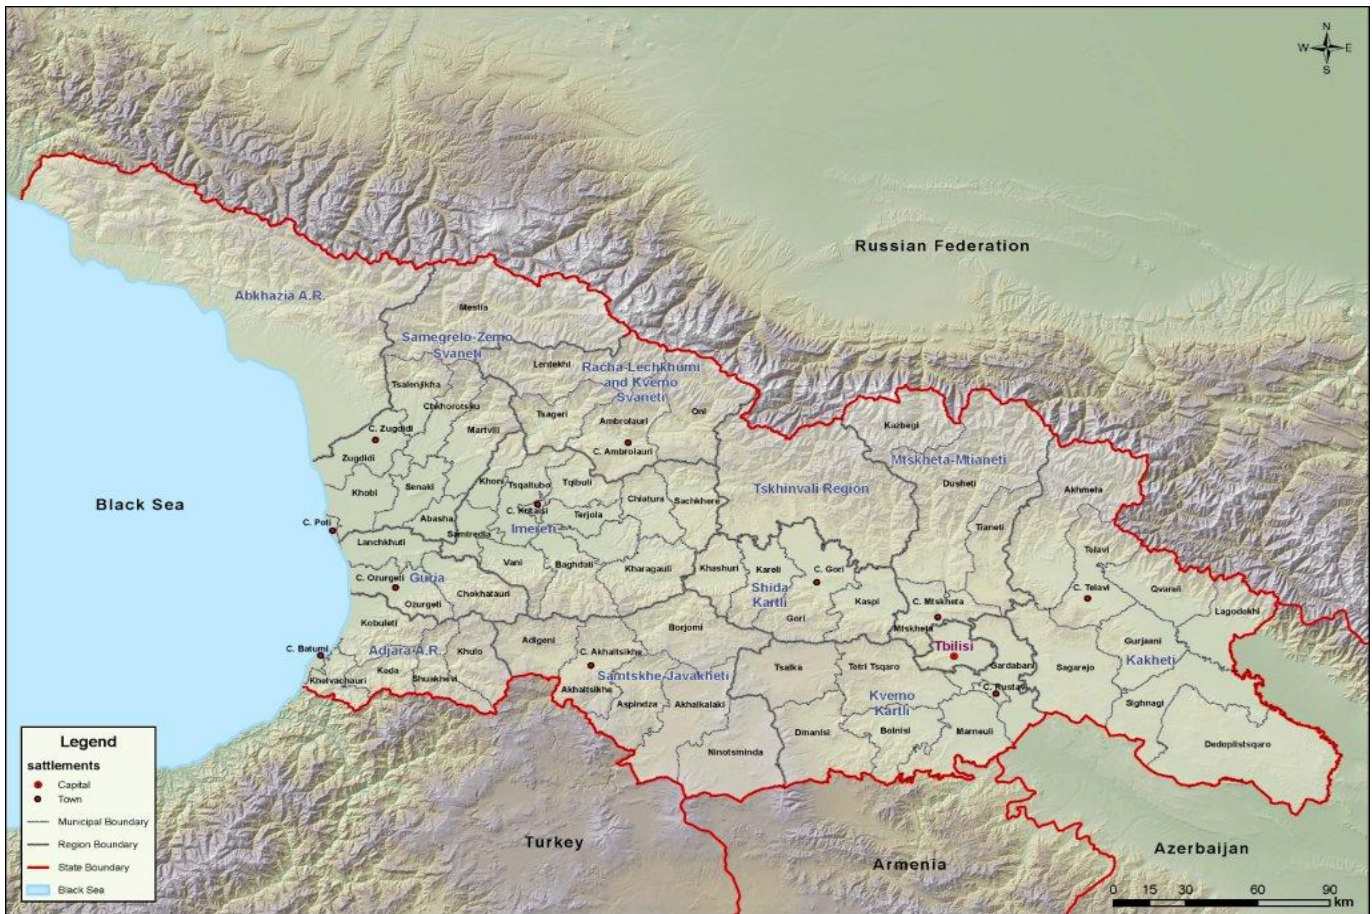 N
W E
S
Russian Federation
Abkhazia A.R.
Mestia
Samegrelo-Zemo
Svaneti
Lentekhi
Racha-Lechkhumi
and Kvemo
Svaneti
Tsalenjikha
Chkhorotsku
Tsageri
Ambrolauri
Oni
Martvili
C. Zugdidi
C. Ambrolauri
Kazbegi
Mtskheta-Mtianeti
Zugdidi
Khoni
Tsqaltubo
Tqibuli
Dusheti
Akhmeta
Khobi
Senaki
Chiatura
Sachkhere
Tskhinvali Region
Black Sea
C. Kutaisi
Terjola
Abasha
Imereti
C. Poti
Samtredia
Tianeti
Lanchkhuti
Vani
Baghdati
Kharagauli
Khashuri
Kareli
C. Gori
Telavi
C. Ozurgeti
Guria
Chokhatauri
Shida
Kartli
Kaspi
C. Telavi
Qvareli
Ozurgeti
Gori
C. Mtskheta
Lagodekhi
Kobuleti
Borjomi
Mtskheta
Adigeni
Tbilisi
Gurjaani
C. Batumi
Adjara A.R.
Khulo
C. Akhaltsikhe
Tsalka
Tetri Tsqaro
Gardabani
Sagarejo
Kakheti
Keda
Khelvachauri
Shuakhevi
Samtskhe-Javakheti
Akhaltsikhe
Aspindza
Akhalkalaki
Kvemo
Kartli
C. Rustavi
Sighnagi
Dmanisi
Bolnisi
Marneuli
Ninotsminda
Dedoplistsqaro
Legend
sattlements
Capital
Town
Municipal Boundary
Region Boundary
State Boundary
Black Sea
Turkey
Armenia
Azerbaijan
0 15 30 60 90
km